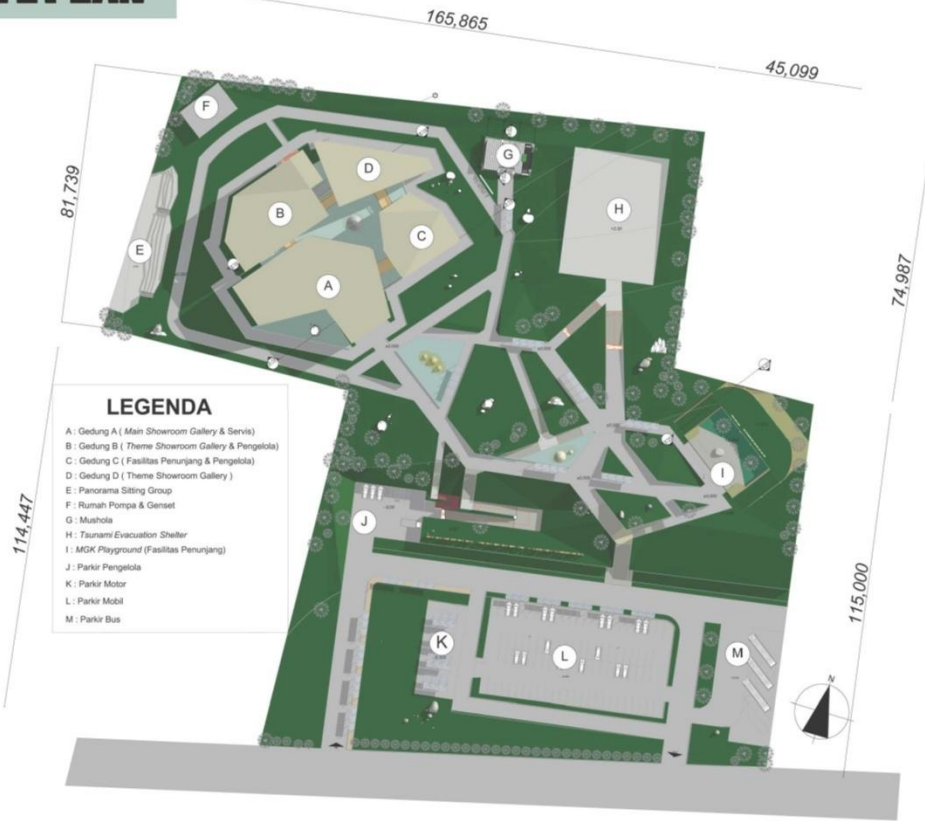 165,865
45,099
81,739
74,987
F
G
D
H
B
C
E
A
LEGENDA
A : Gedung A ( Main Showroom Gallery & Servis)
B : Gedung B ( Theme Showroom Gallery & Pengelola)
C : Gedung C ( Fasilitas Penunjang & Pengelola)
D : Gedung D ( Theme Showroom Gallery )
E : Panorama Sitting Group
F : Rumah Pompa & Genset
G : Mushola
H : Tsunami Evacuation Shelter
I : MGK Playground (Fasilitas Penunjang)
J : Parkir Pengelola
K : Parkir Motor
L : Parkir Mobil
M : Parkir Bus
114,447
I
J
115,000
K
L
M
N